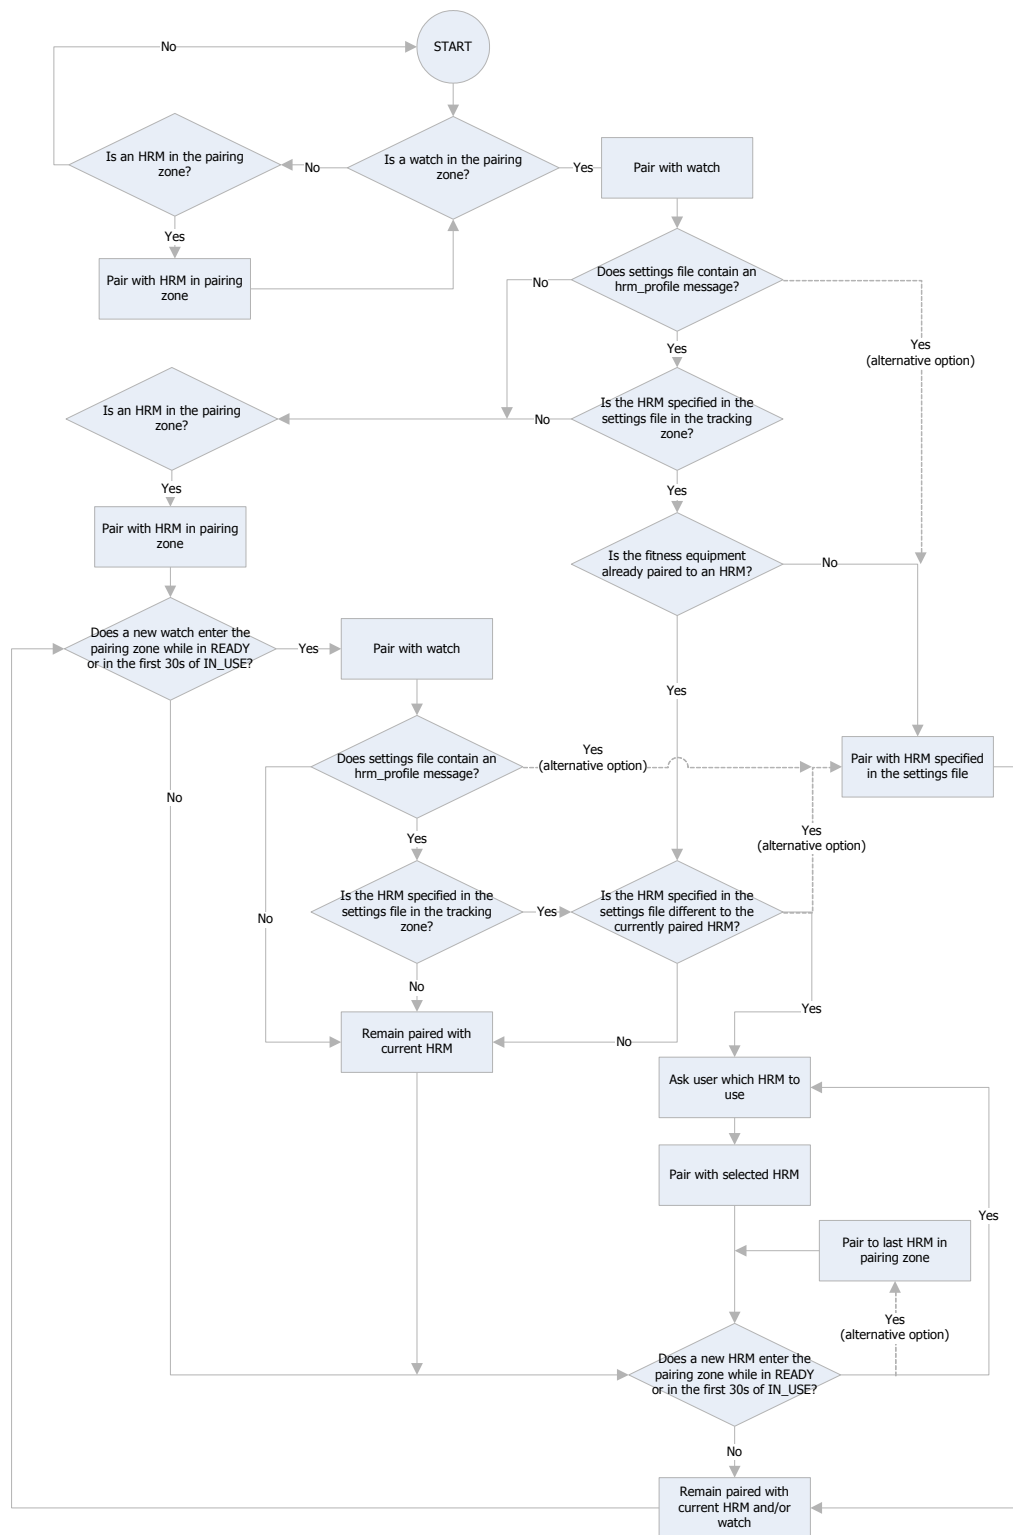 No
START
Is an HRM in the pairing
zone?
No
Is a watch in the pairing
zone?
Yes
Pair with watch
Yes
Pair with HRM in pairing
zone
Does settings file contain an
hrm_profile message?
No
Yes
Yes
(alternative option)
Is an HRM in the pairing
zone?
No
Is the HRM specified in the
settings file in the tracking
zone?
Yes
Yes
Pair with HRM in pairing
zone
Is the fitness equipment
already paired to an HRM?
No
Does a new watch enter the
pairing zone while in READY
or in the first 30s of IN_USE?
Yes
Pair with watch
Yes
Does settings file contain an
hrm_profile message?
Yes
(alternative option)
Pair with HRM specified
in the settings file
No
Yes
Yes
(alternative option)
Is the HRM specified in the
settings file in the tracking
zone?
Yes
Is the HRM specified in the
settings file different to the
currently paired HRM?
No
No
Yes
Remain paired with
current HRM
No
Ask user which HRM to
use
Pair with selected HRM
Yes
Pair to last HRM in
pairing zone
Yes
(alternative option)
Does a new HRM enter the
pairing zone while in READY
or in the first 30s of IN_USE?
No
Remain paired with
current HRM and/or
watch